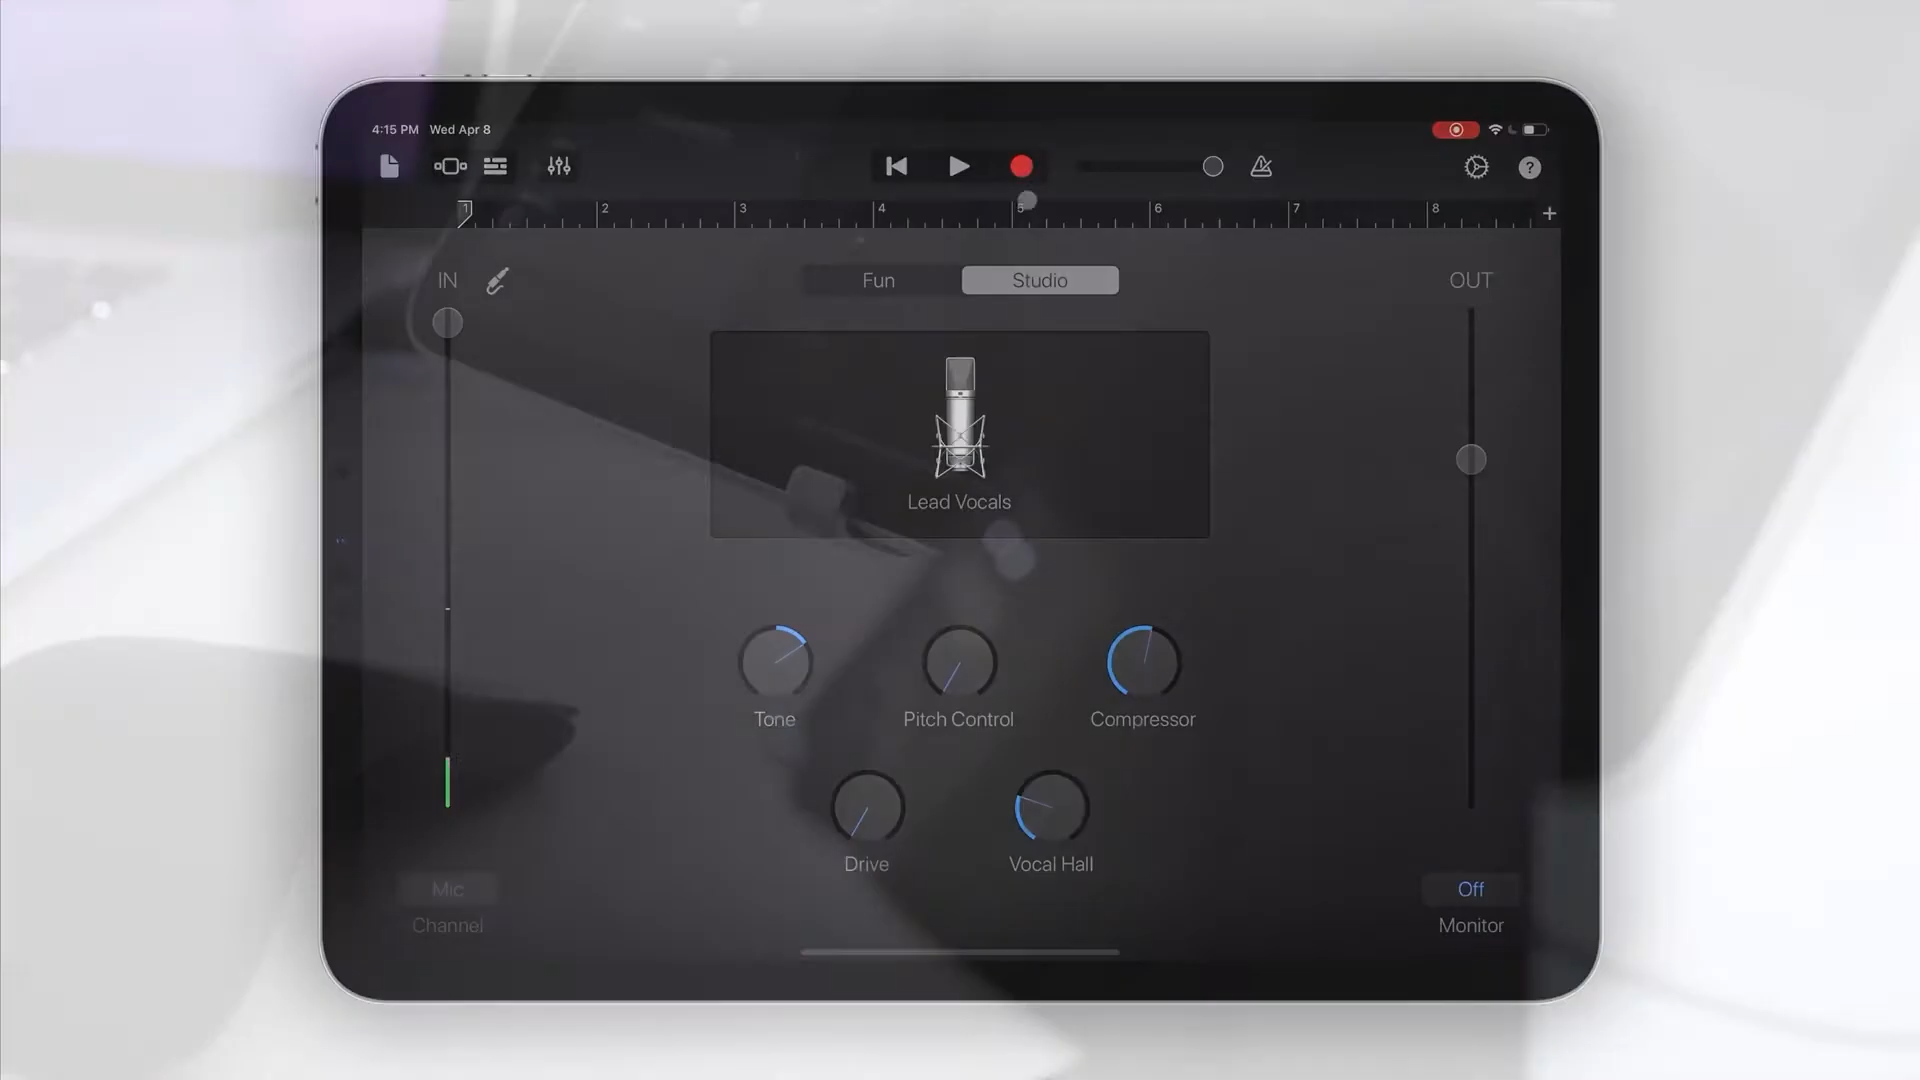 4:15 PM Wed Apr 8
?
1 2 3 4 5 6 7 8 +
IN Fun Studio OUT
Lead Vocals
Tone Pitch Control Compressor
Drive Vocal Hall
Mic Off
Channel Monitor